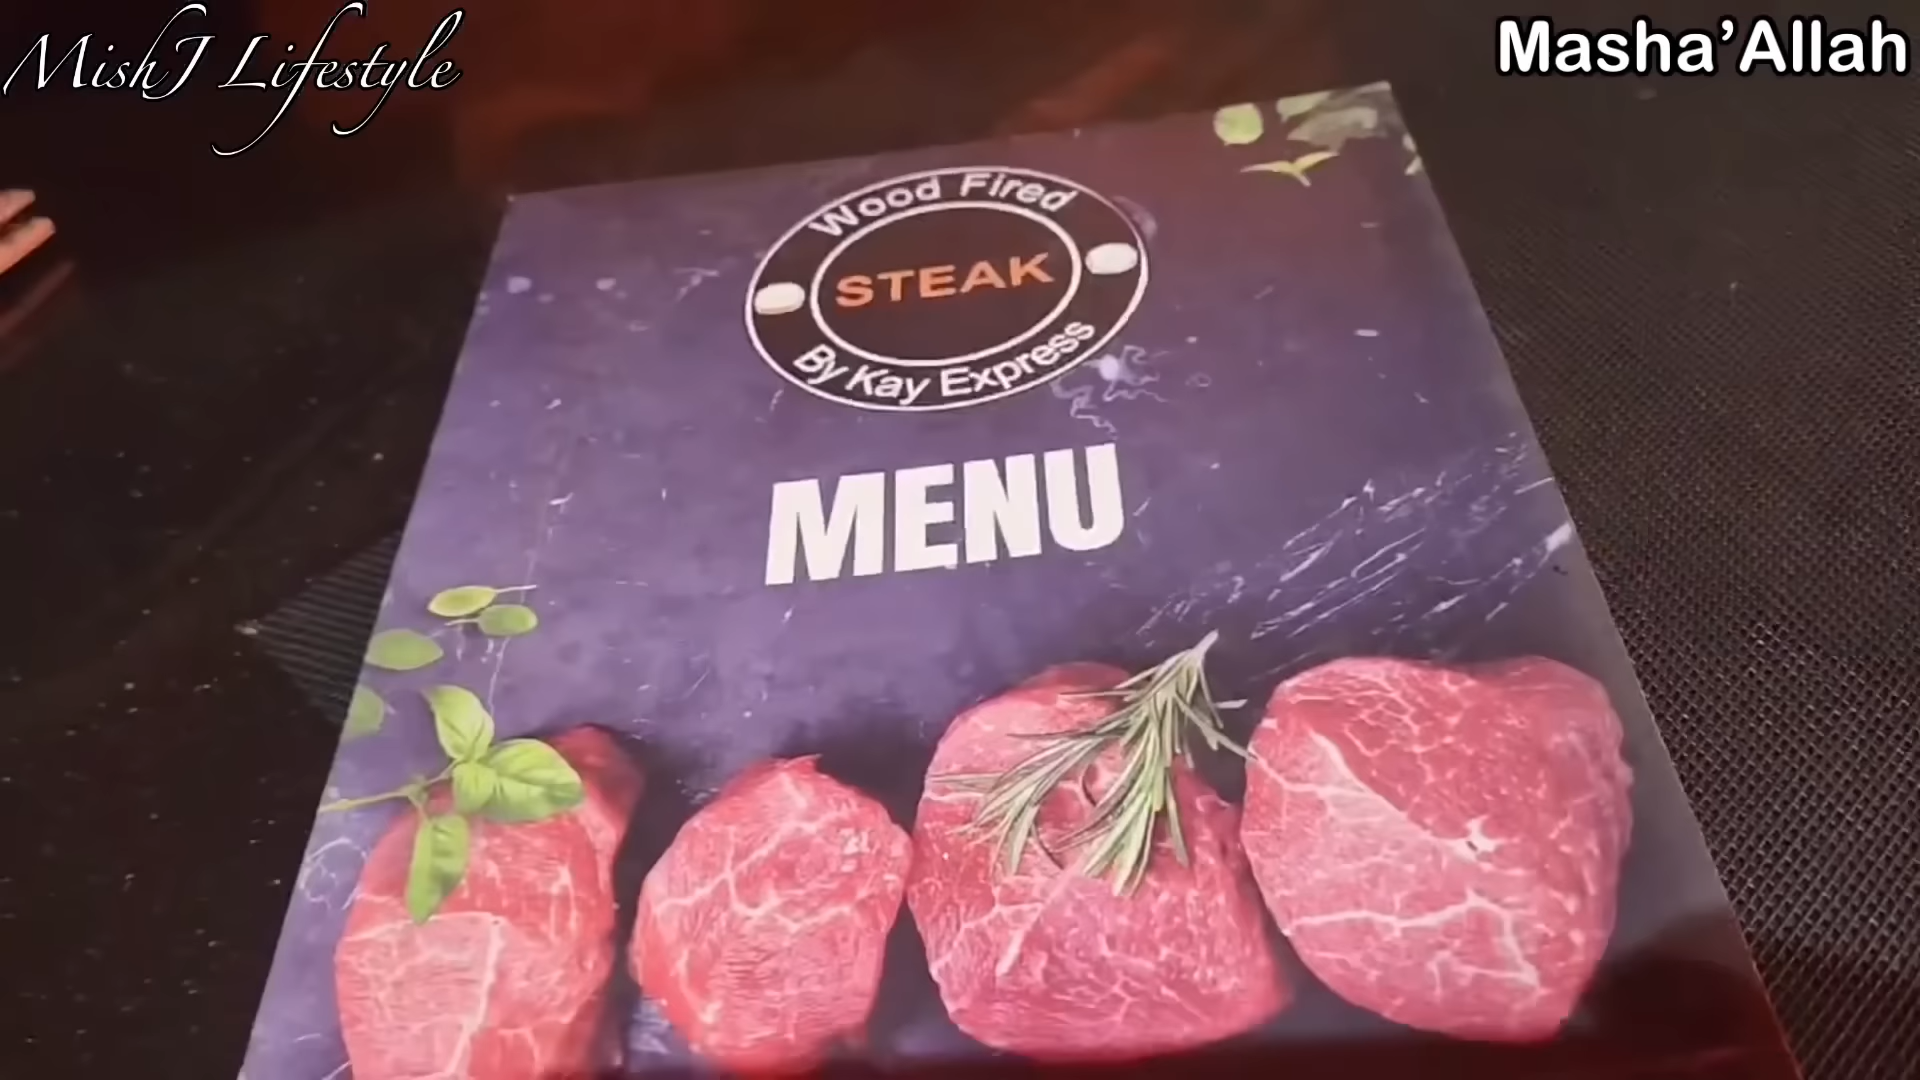 MishJ Lifestyle
Masha'Allah
Wood Fired
STEAK
By Kay Express
MENU